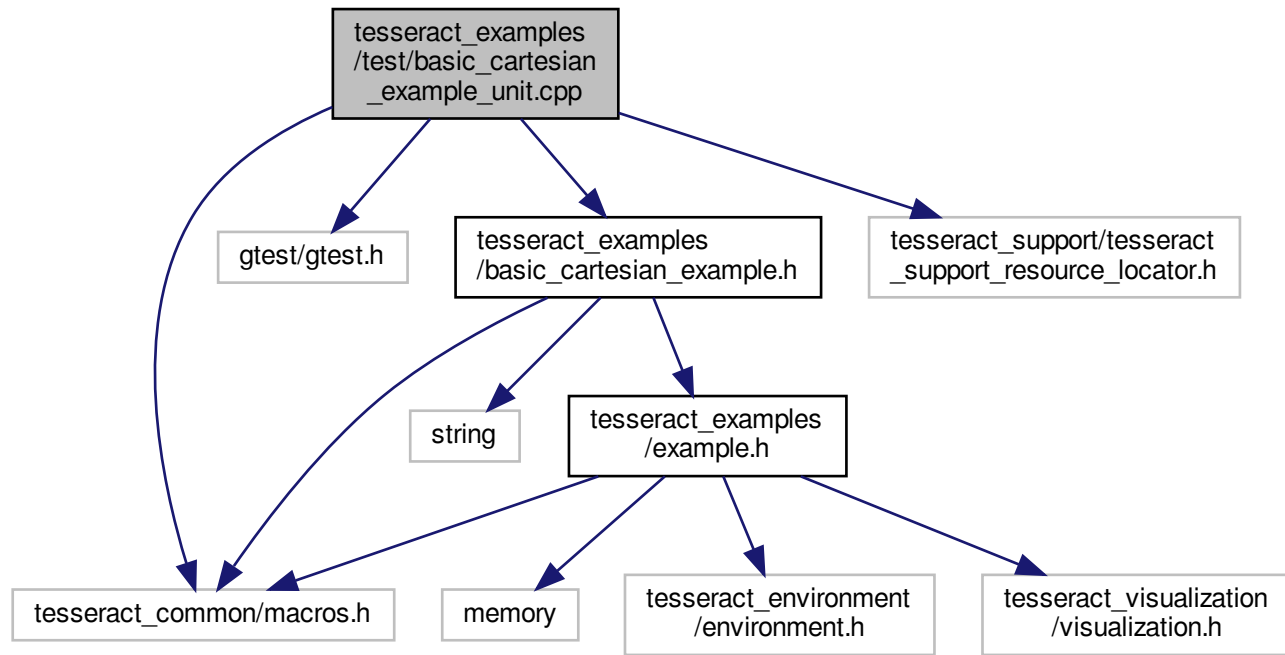 tesseract_examples
/test/basic_cartesian
_example_unit.cpp
gtest/gtest.h
tesseract_examples
/basic_cartesian_example.h
tesseract_support/tesseract
_support_resource_locator.h
string
tesseract_examples
/example.h
tesseract_common/macros.h
memory
tesseract_environment
/environment.h
tesseract_visualization
/visualization.h